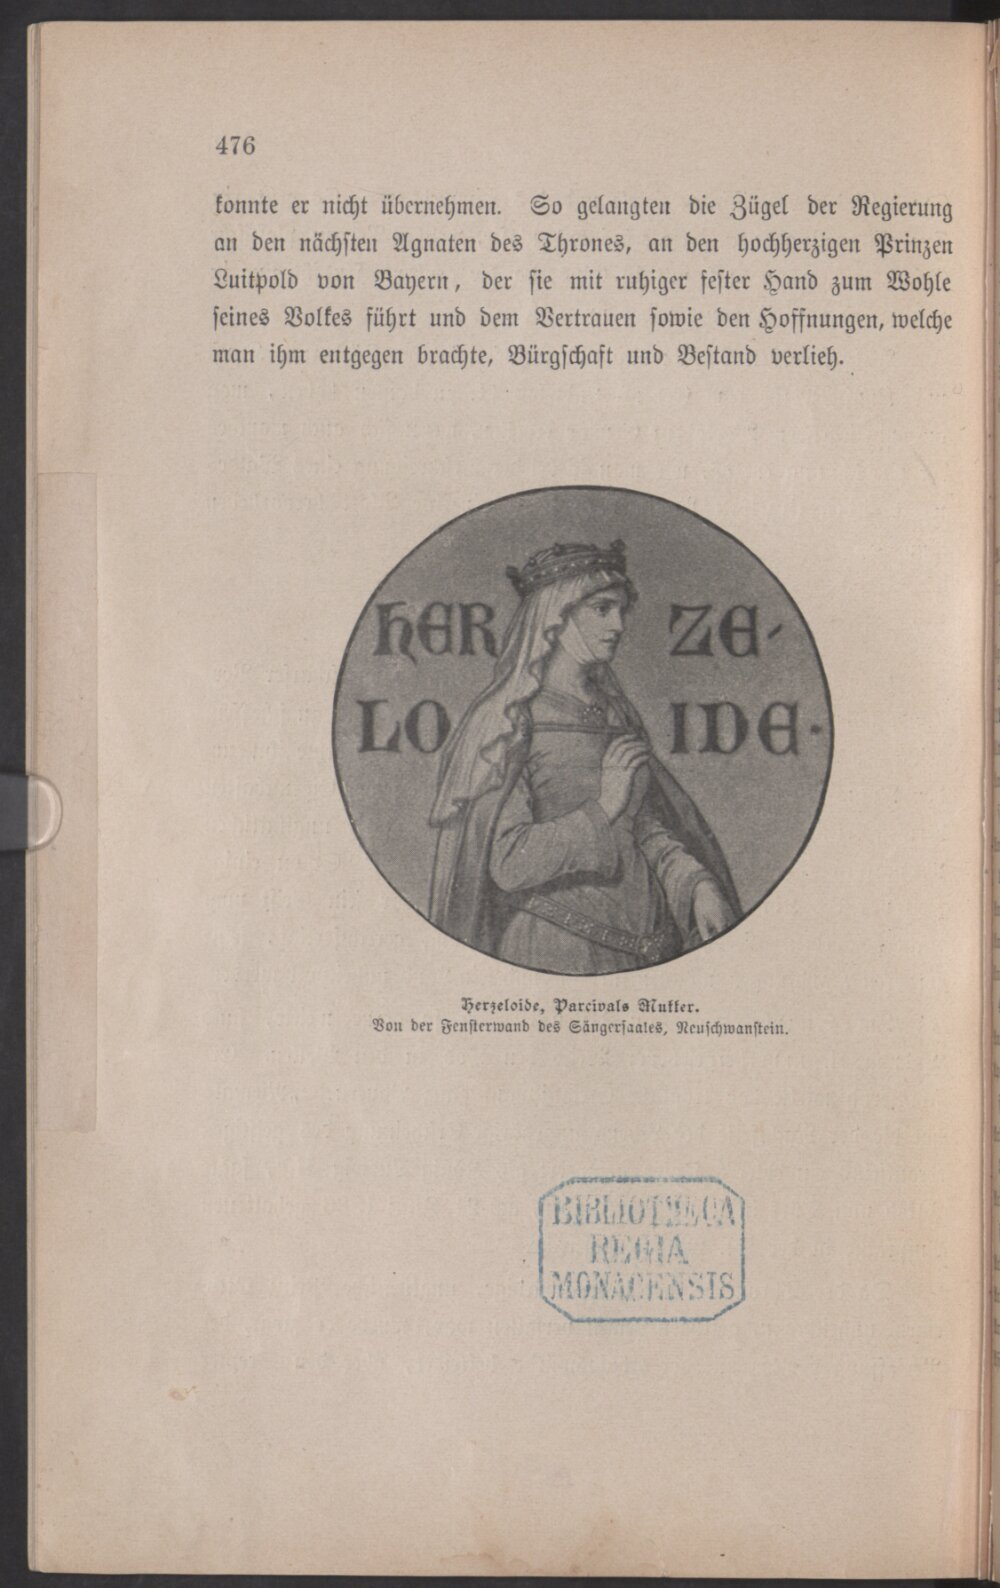 476
konnte er nicht übernehmen. So gelangten die Zügel der Regierung
an den nächsten Agnaten des Thrones, an den hochherzigen Prinzen
Luitpold von Bayern, der sie mit ruhiger fester Hand zum Wohle
seines Volkes führt und dem Vertrauen sowie den Hoffnungen, welche
man ihm entgegen brachte, Bürgschaft und Bestand verlieh.
HER ZE-
LO IDE·
Herzeloide, Parcivals Mutter.
Von der Fensterwand des Sängersaales, Neuschwanstein.
BIBLIOTHECA
REGIA
MONACENSIS